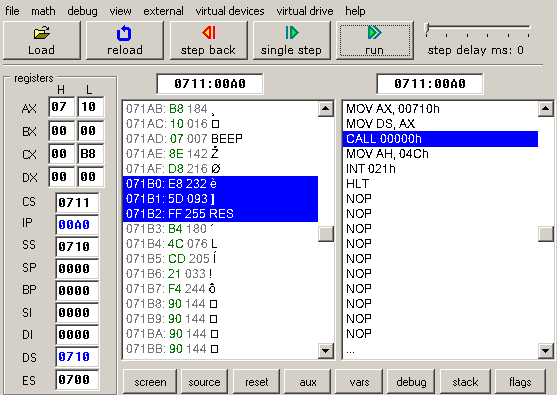 file math debug view external virtual devices virtual drive help
Load reload step back single step run step delay ms: 0
registers
H L
AX 07 10
BX 00 00
CX 00 B8
DX 00 00
CS 0711
IP 00A0
SS 0710
SP 0000
BP 0000
SI 0000
DI 0000
DS 0710
ES 0700
0711:00A0
071AB: B8 184 ¸
071AC: 10 016 □
071AD: 07 007 BEEP
071AE: 8E 142 Ž
071AF: D8 216 Ø
071B0: E8 232 è
071B1: 5D 093 ]
071B2: FF 255 RES
071B3: B4 180 ´
071B4: 4C 076 L
071B5: CD 205 Í
071B6: 21 033 !
071B7: F4 244 ô
071B8: 90 144 □
071B9: 90 144 □
071BA: 90 144 □
071BB: 90 144 □
0711:00A0
MOV AX, 00710h
MOV DS, AX
CALL 00000h
MOV AH, 04Ch
INT 021h
HLT
NOP
NOP
NOP
NOP
NOP
NOP
NOP
NOP
NOP
NOP
...
screen source reset aux vars debug stack flags